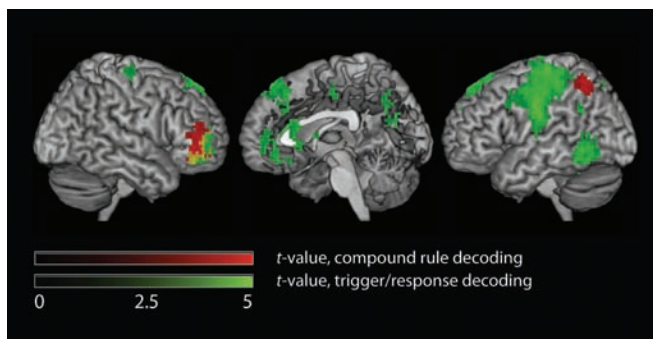 t-value, compound rule decoding
t-value, trigger/response decoding
0 2.5 5